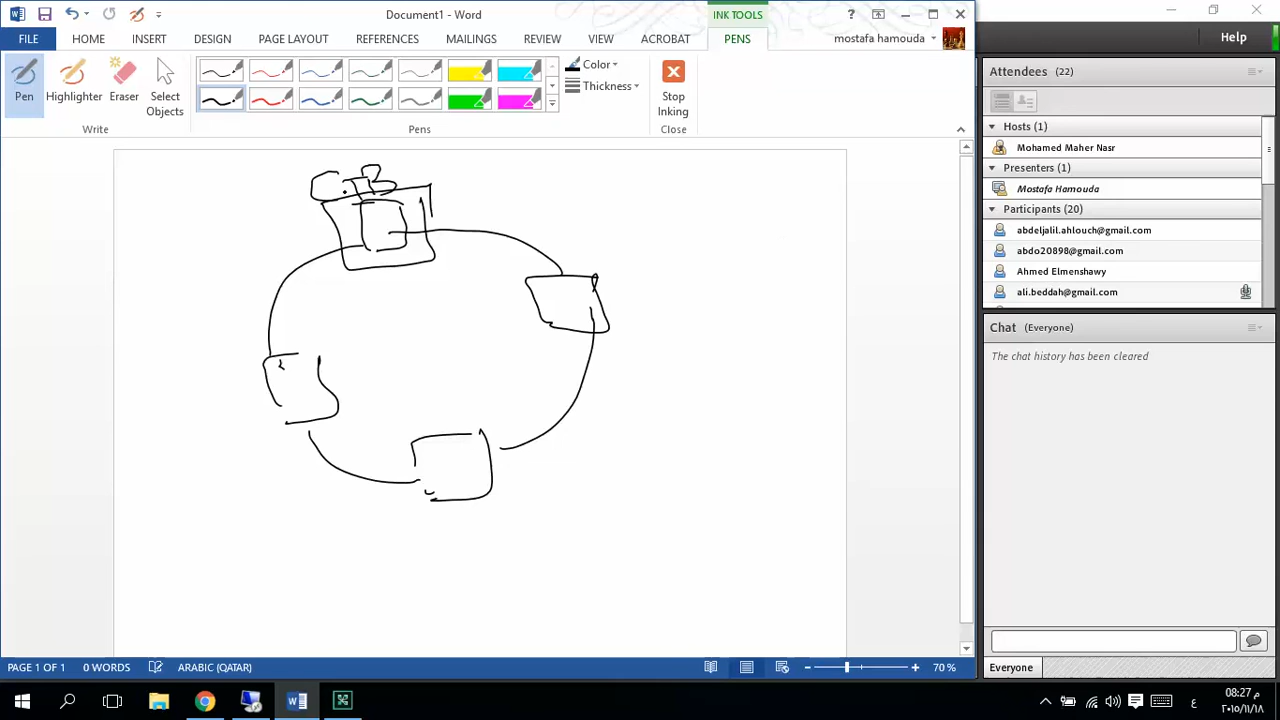 Document1 - Word
INK TOOLS
FILE
HOME
INSERT
DESIGN
PAGE LAYOUT
REFERENCES
MAILINGS
REVIEW
VIEW
ACROBAT
PENS
mostafa hamouda
Pen
Highlighter
Eraser
Select
Objects
Color
Thickness
Stop
Inking
Write
Pens
Close
Help
Attendees (22)
Hosts (1)
Mohamed Maher Nasr
Presenters (1)
Mostafa Hamouda
Participants (20)
abdeljalil.ahlouch@gmail.com
abdo20898@gmail.com
Ahmed Elmenshawy
ali.beddah@gmail.com
Chat (Everyone)
The chat history has been cleared
Everyone
PAGE 1 OF 1
0 WORDS
ARABIC (QATAR)
70 %
ع
08:27 م
٢٠١٥/١١/١٨